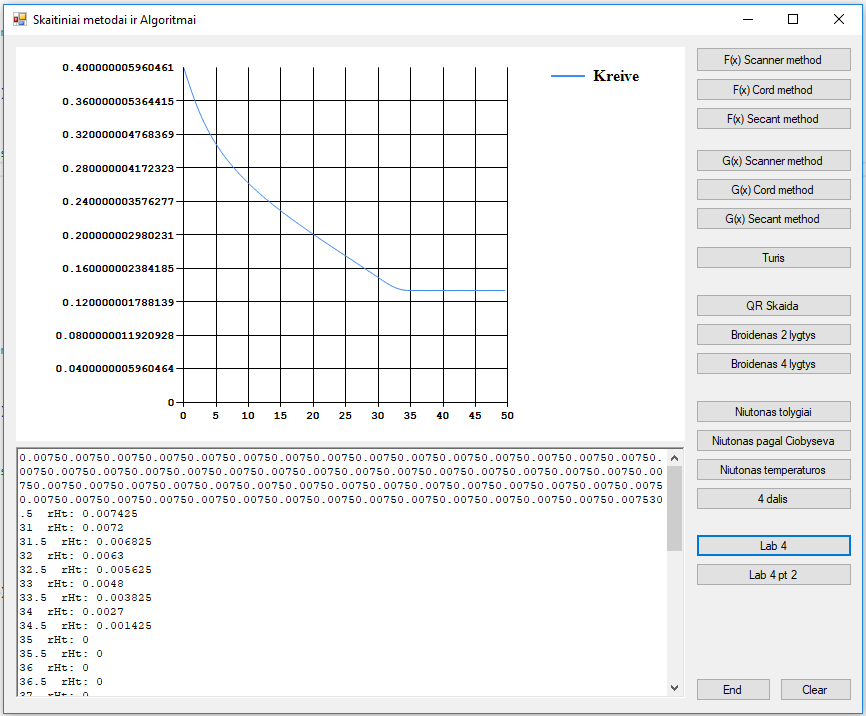 Skaitiniai metodai ir Algoritmai
Kreive
0.400000005960461
0.360000005364415
0.320000004768369
0.280000004172323
0.240000003576277
0.200000002980231
0.160000002384185
0.120000001788139
0.0800000011920928
0.0400000005960464
0
0 5 10 15 20 25 30 35 40 45 50
0.00750.00750.00750.00750.00750.00750.00750.00750.00750.00750.00750.00750.00750.
00750.00750.00750.00750.00750.00750.00750.00750.00750.00750.00750.00750.00750.00
750.00750.00750.00750.00750.00750.00750.00750.00750.00750.00750.00750.00750.0075
0.00750.00750.00750.00750.00750.00750.00750.00750.00750.00750.00750.00750.007530
.5 rHt: 0.007425
31 rHt: 0.0072
31.5 rHt: 0.006825
32 rHt: 0.0063
32.5 rHt: 0.005625
33 rHt: 0.0048
33.5 rHt: 0.003825
34 rHt: 0.0027
34.5 rHt: 0.001425
35 rHt: 0
35.5 rHt: 0
36 rHt: 0
36.5 rHt: 0
37 rHt: 0
F(x) Scanner method
F(x) Cord method
F(x) Secant method
G(x) Scanner method
G(x) Cord method
G(x) Secant method
Turis
QR Skaida
Broidenas 2 lygtys
Broidenas 4 lygtys
Niutonas tolygiai
Niutonas pagal Ciobyseva
Niutonas temperaturos
4 dalis
Lab 4
Lab 4 pt 2
End
Clear